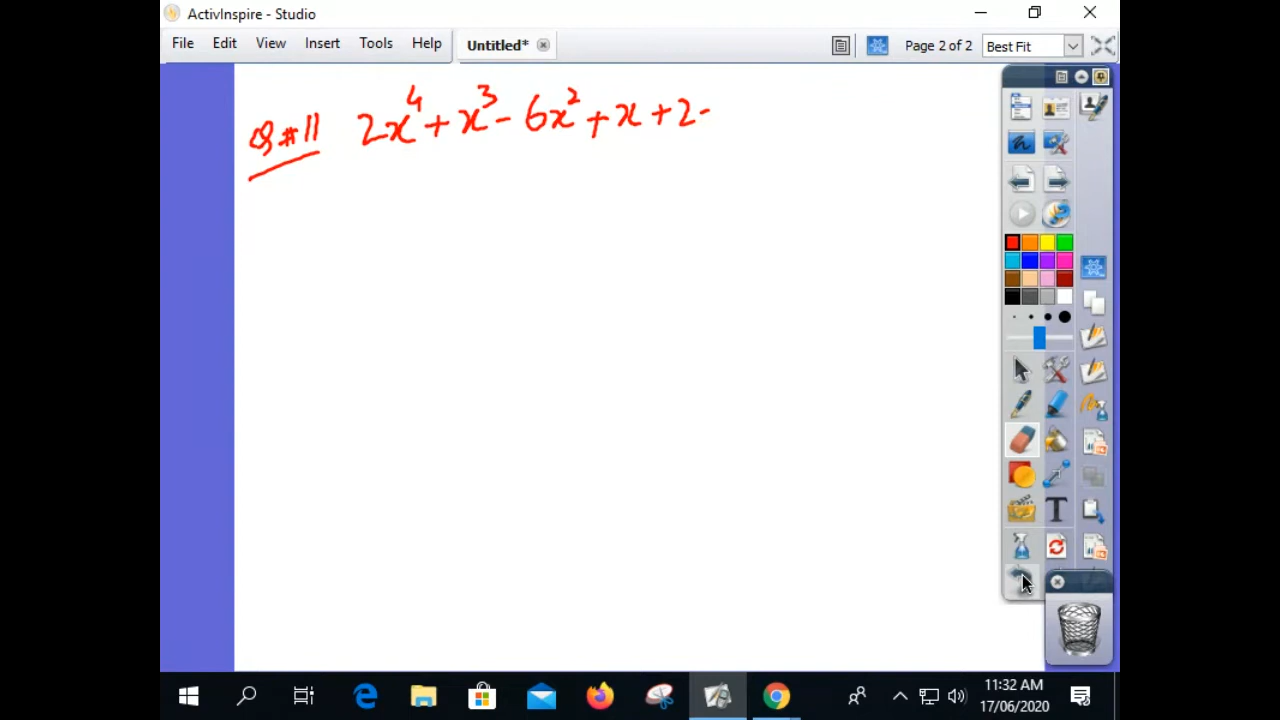 ActivInspire - Studio
File Edit View Insert Tools Help Untitled* Page 2 of 2 Best Fit
Q#11 2x⁴+x³-6x²+x+2-
T
11:32 AM
17/06/2020